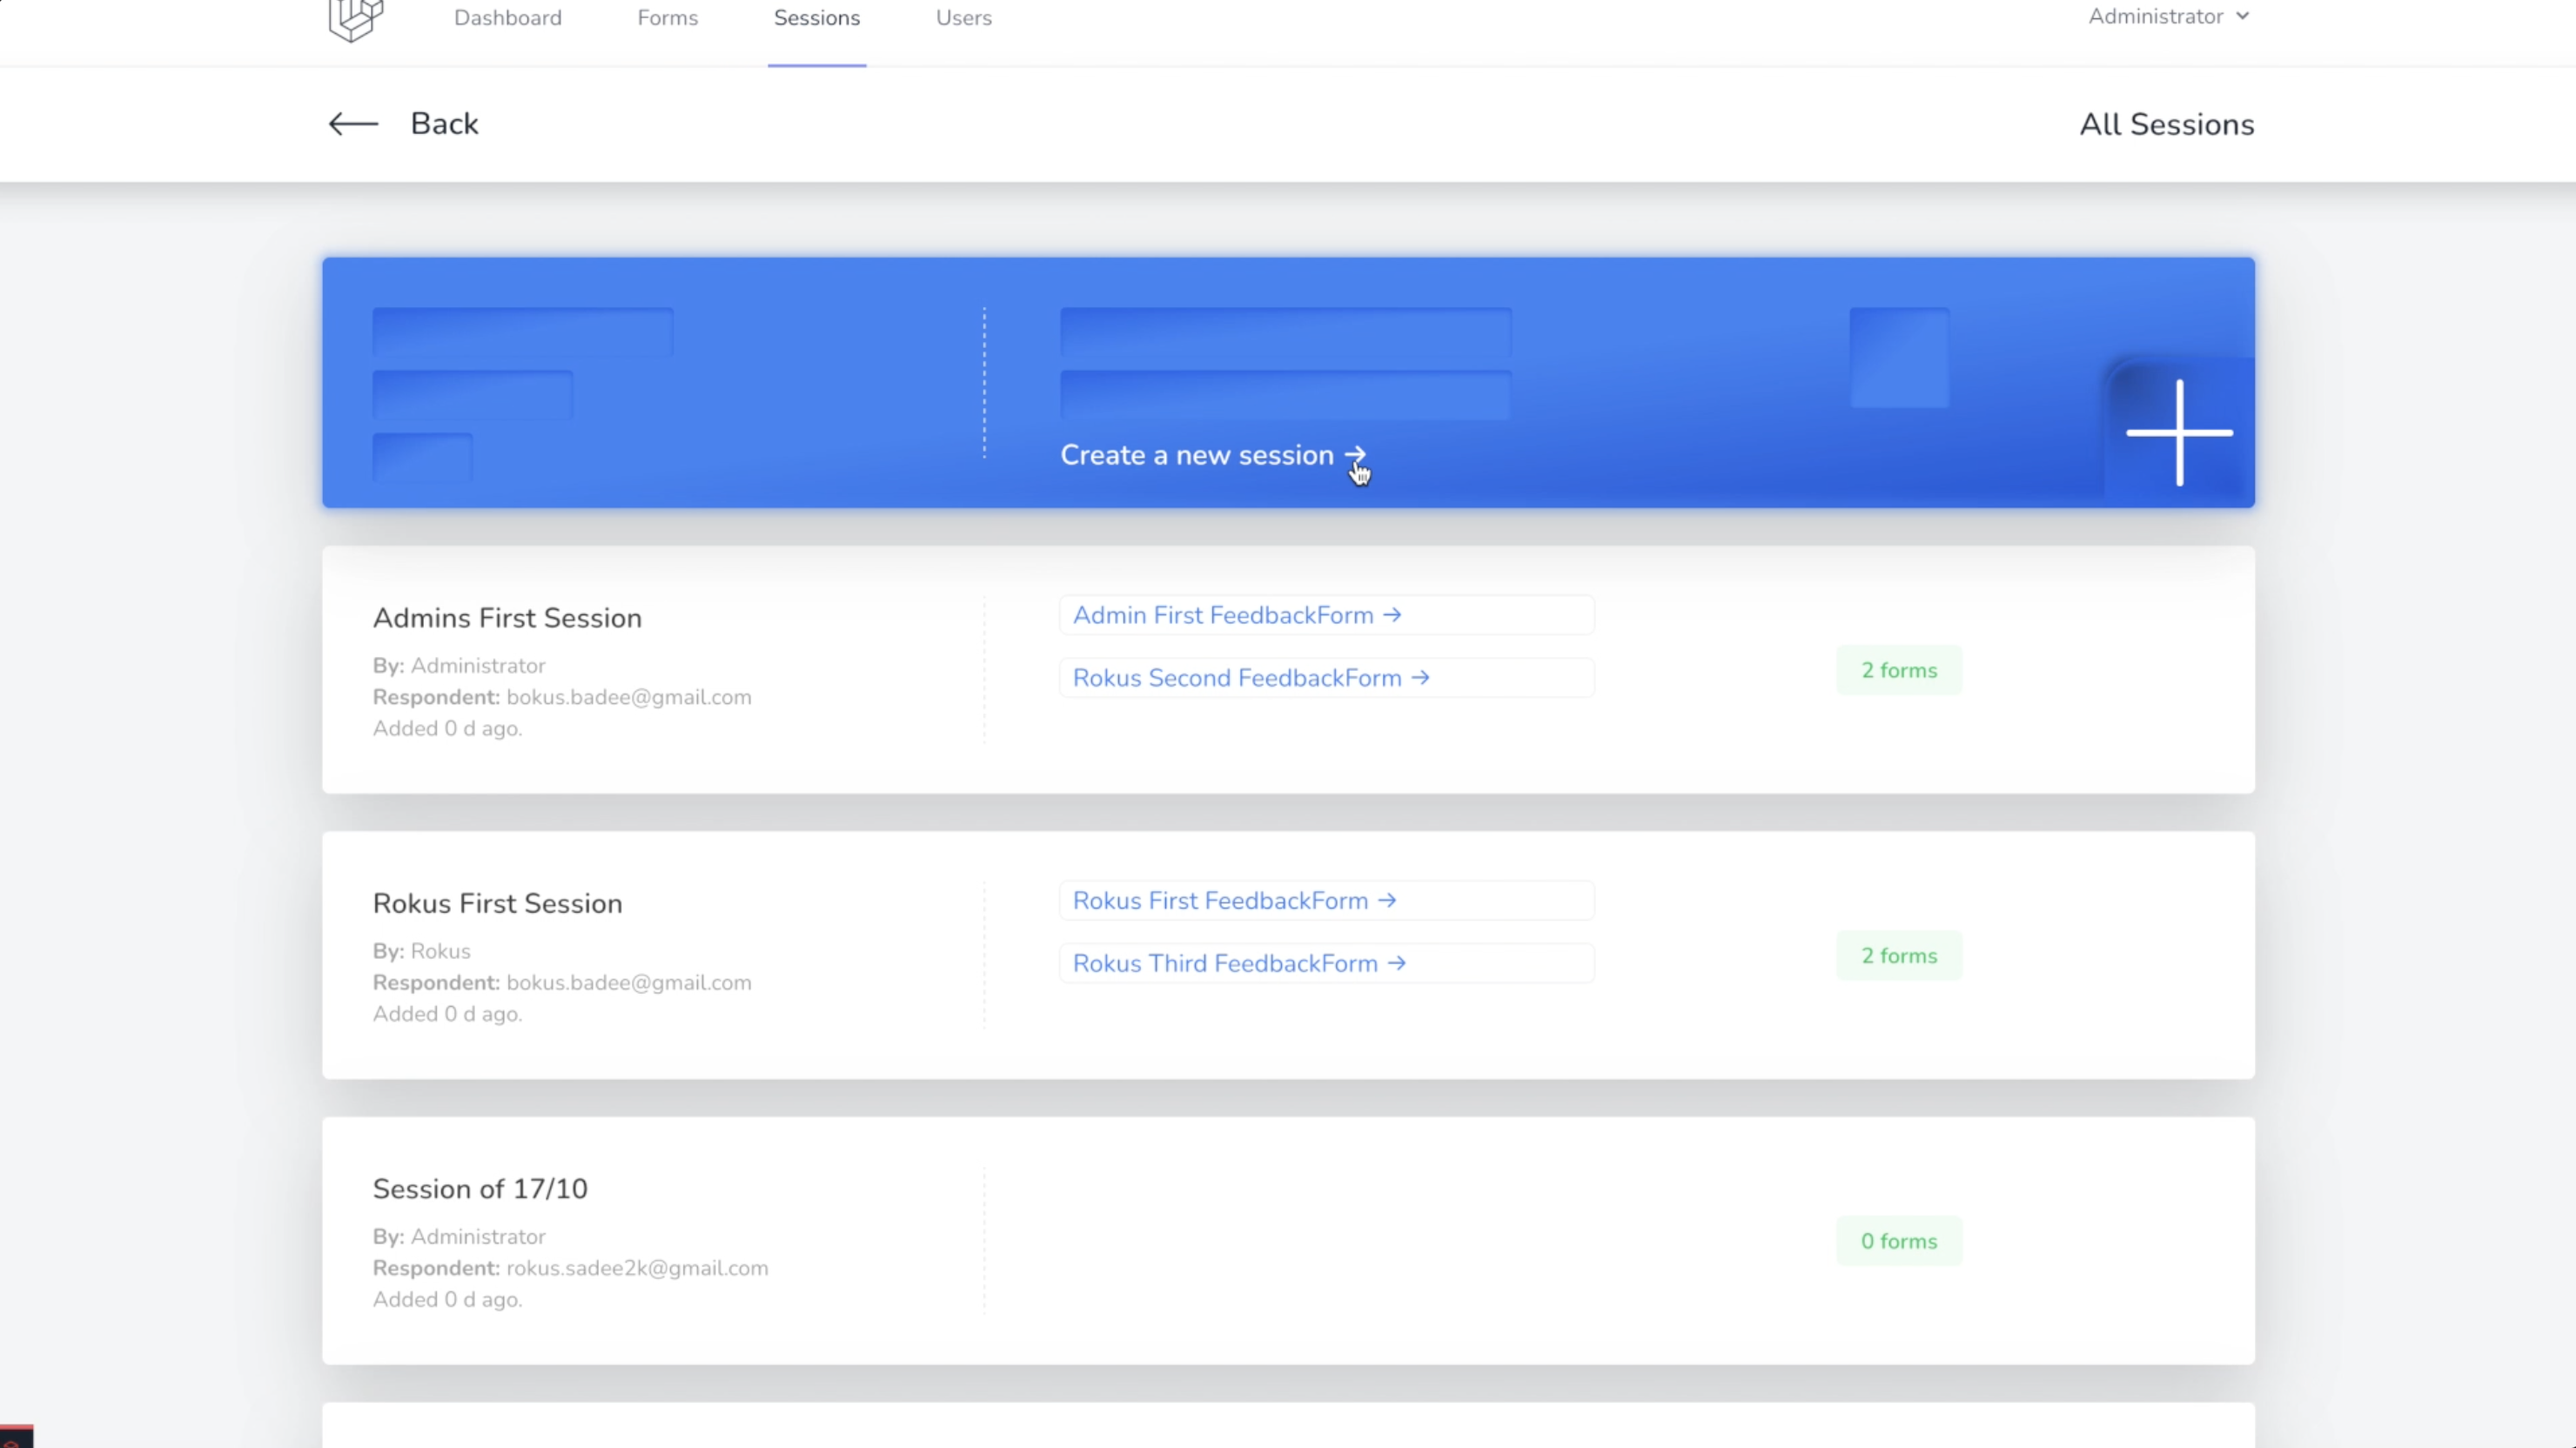 Dashboard Forms Sessions Users Administrator
← Back All Sessions
Create a new session →
Admins First Session
By: Administrator
Respondent: bokus.badee@gmail.com
Added 0 d ago.
Admin First FeedbackForm →
Rokus Second FeedbackForm →
2 forms
Rokus First Session
By: Rokus
Respondent: bokus.badee@gmail.com
Added 0 d ago.
Rokus First FeedbackForm →
Rokus Third FeedbackForm →
2 forms
Session of 17/10
By: Administrator
Respondent: rokus.sadee2k@gmail.com
Added 0 d ago.
0 forms